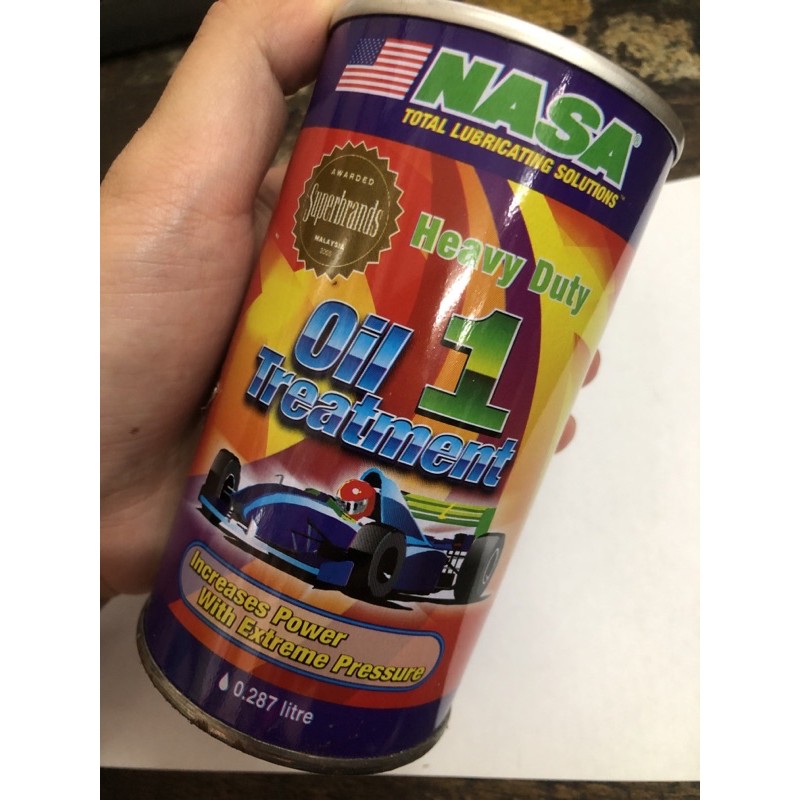 NASA®
TOTAL LUBRICATING SOLUTIONS™
AWARDED
Superbrands
MALAYSIA
Heavy Duty
Oil 1
Treatment
Increases Power
With Extreme Pressure
0.287 litre